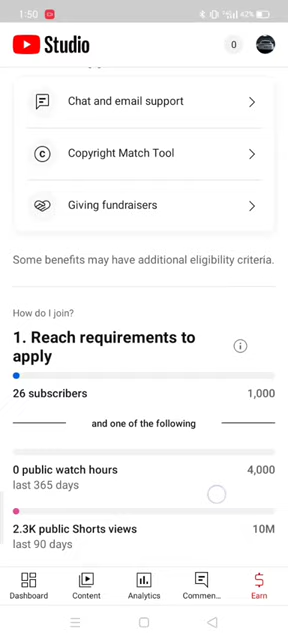 1:50
42%
Studio
0
Chat and email support
Copyright Match Tool
Giving fundraisers
Some benefits may have additional eligibility criteria.
How do I join?
1. Reach requirements to
apply
26 subscribers 1,000
and one of the following
0 public watch hours 4,000
last 365 days
2.3K public Shorts views 10M
last 90 days
Dashboard Content Analytics Commen... Earn